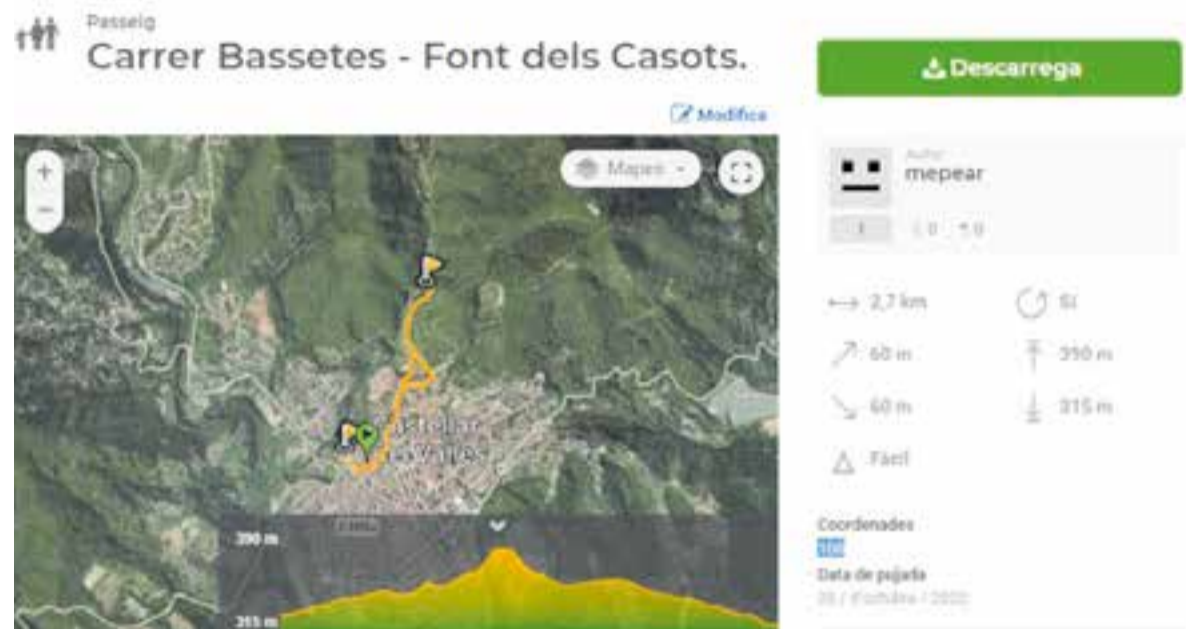 Passeig
Carrer Bassetes - Font dels Casots.
Modifica
Descarrega
Mapes
Autor
mepear
2,7 km
Sí
60 m
390 m
60 m
315 m
Fàcil
Coordenades
Data de pujada
390 m
315 m